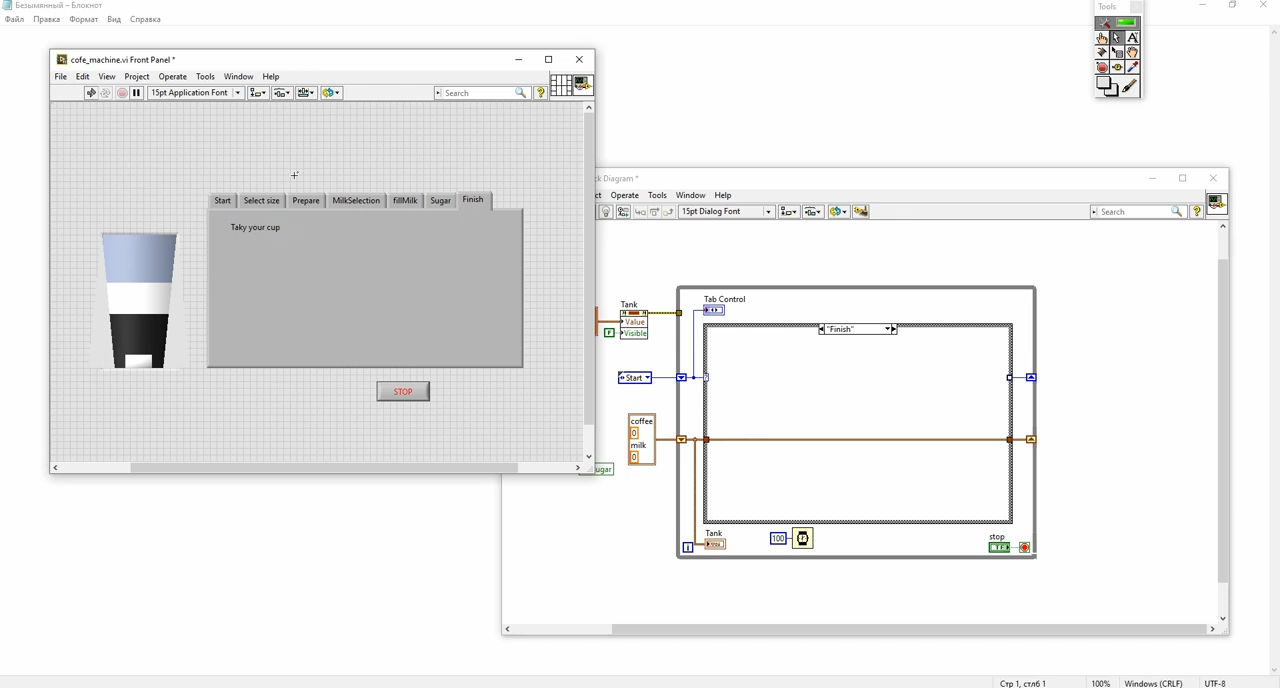 Безымянный – Блокнот
Файл Правка Формат Вид Справка
Tools
cofe_machine.vi Front Panel *
File Edit View Project Operate Tools Window Help
15pt Application Font
Search
?
Start Select size Prepare MilkSelection fillMilk Sugar Finish
Taky your cup
STOP
ck Diagram *
ct Operate Tools Window Help
15pt Dialog Font
Search
?
Tab Control
Tank
Value
F Visible
"Finish"
Start
coffee
0
milk
0
ugar
Tank
100
i
stop
TF
Стр 1, стлб 1
100%
Windows (CRLF)
UTF-8